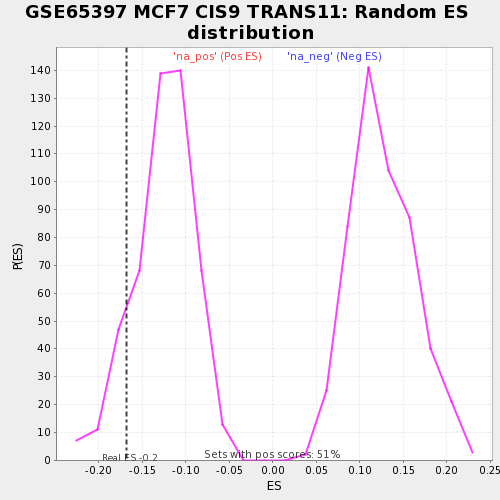 GSE65397 MCF7 CIS9 TRANS11: Random ES
distribution
'na_pos' (Pos ES) 'na_neg' (Neg ES)
P(ES)
140
130
120
110
100
90
80
70
60
50
40
30
20
10
0
Real ES -0.2 Sets with pos scores: 51%
-0.20 -0.15 -0.10 -0.05 0.00 0.05 0.10 0.15 0.20 0.25
ES